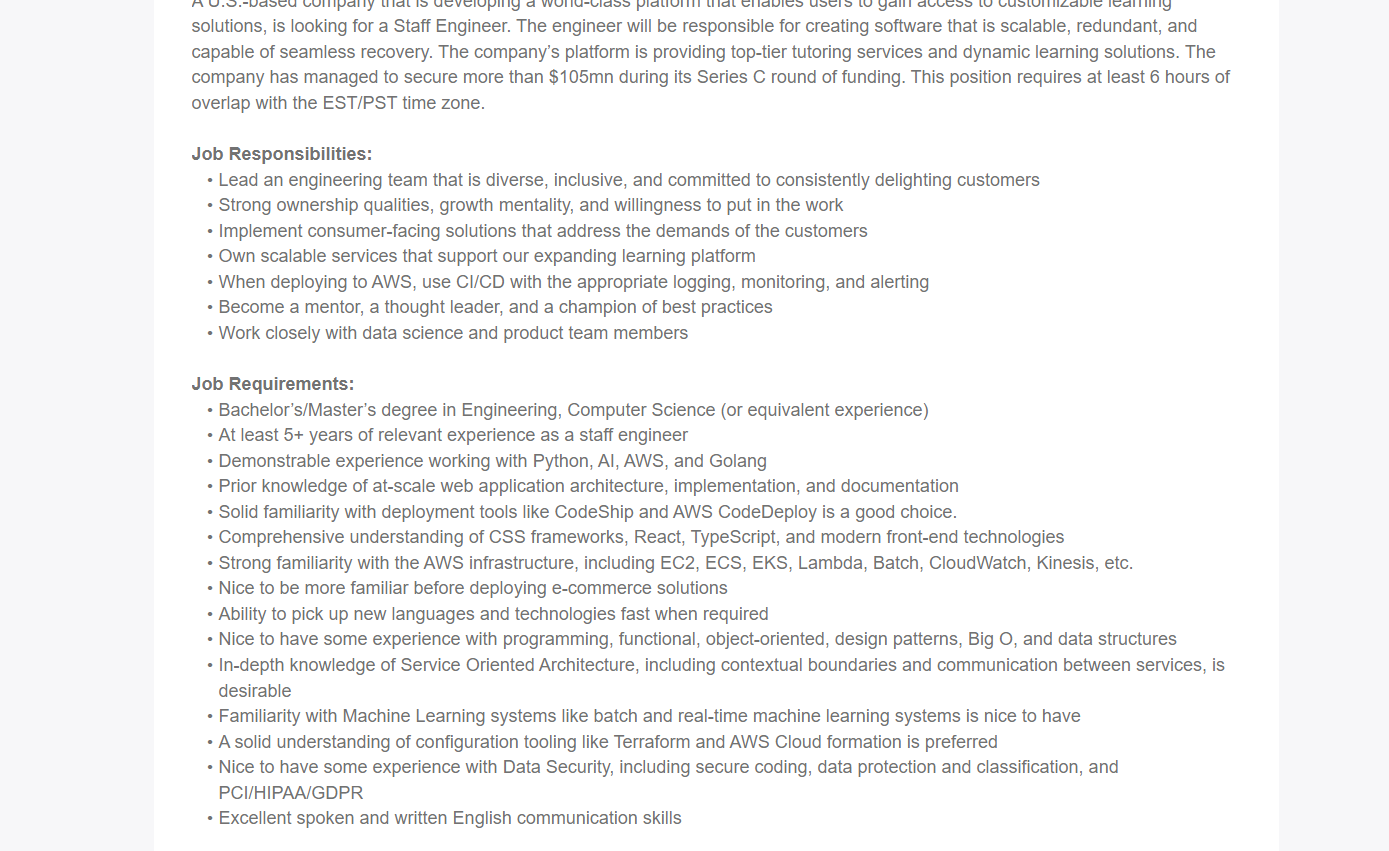 A U.S.-based company that is developing a world-class platform that enables users to gain access to customizable learning
solutions, is looking for a Staff Engineer. The engineer will be responsible for creating software that is scalable, redundant, and
capable of seamless recovery. The company’s platform is providing top-tier tutoring services and dynamic learning solutions. The
company has managed to secure more than $105mn during its Series C round of funding. This position requires at least 6 hours of
overlap with the EST/PST time zone.
Job Responsibilities:
• Lead an engineering team that is diverse, inclusive, and committed to consistently delighting customers
• Strong ownership qualities, growth mentality, and willingness to put in the work
• Implement consumer-facing solutions that address the demands of the customers
• Own scalable services that support our expanding learning platform
• When deploying to AWS, use CI/CD with the appropriate logging, monitoring, and alerting
• Become a mentor, a thought leader, and a champion of best practices
• Work closely with data science and product team members
Job Requirements:
• Bachelor’s/Master’s degree in Engineering, Computer Science (or equivalent experience)
• At least 5+ years of relevant experience as a staff engineer
• Demonstrable experience working with Python, AI, AWS, and Golang
• Prior knowledge of at-scale web application architecture, implementation, and documentation
• Solid familiarity with deployment tools like CodeShip and AWS CodeDeploy is a good choice.
• Comprehensive understanding of CSS frameworks, React, TypeScript, and modern front-end technologies
• Strong familiarity with the AWS infrastructure, including EC2, ECS, EKS, Lambda, Batch, CloudWatch, Kinesis, etc.
• Nice to be more familiar before deploying e-commerce solutions
• Ability to pick up new languages and technologies fast when required
• Nice to have some experience with programming, functional, object-oriented, design patterns, Big O, and data structures
• In-depth knowledge of Service Oriented Architecture, including contextual boundaries and communication between services, is
desirable
• Familiarity with Machine Learning systems like batch and real-time machine learning systems is nice to have
• A solid understanding of configuration tooling like Terraform and AWS Cloud formation is preferred
• Nice to have some experience with Data Security, including secure coding, data protection and classification, and
PCI/HIPAA/GDPR
• Excellent spoken and written English communication skills